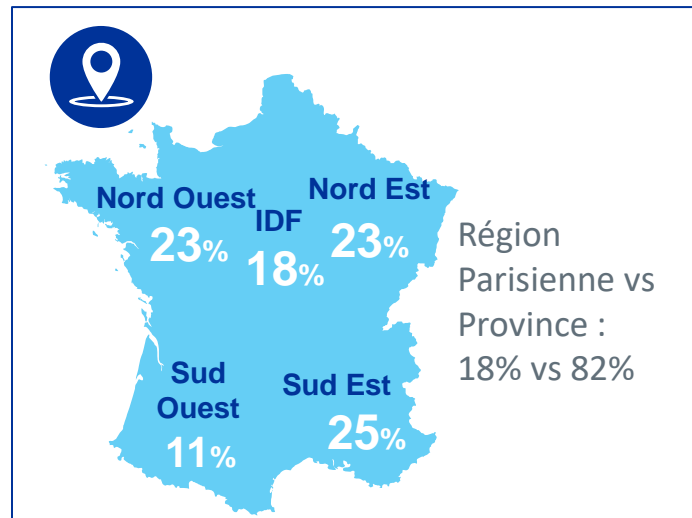 Nord Ouest
23%
IDF
18%
Nord Est
23%
Région
Parisienne vs
Province :
18% vs 82%
Sud
Ouest
11%
Sud Est
25%